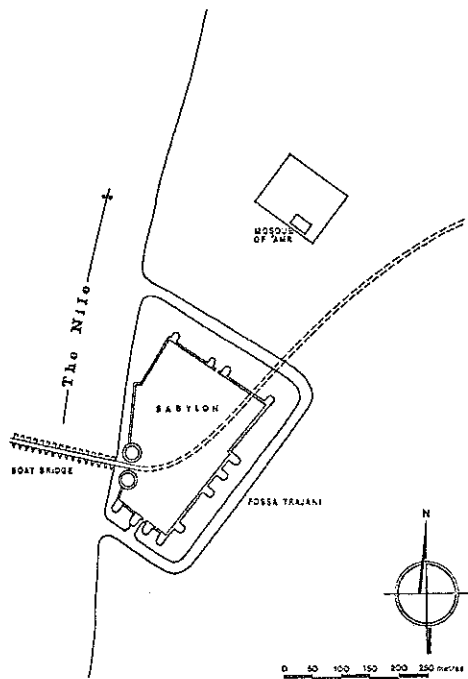 MOSQUE
OF 'AMR
The Nile
BABYLON
BOAT BRIDGE
FOSSA TRAJANI
N
0 50 100 150 200 250 metres